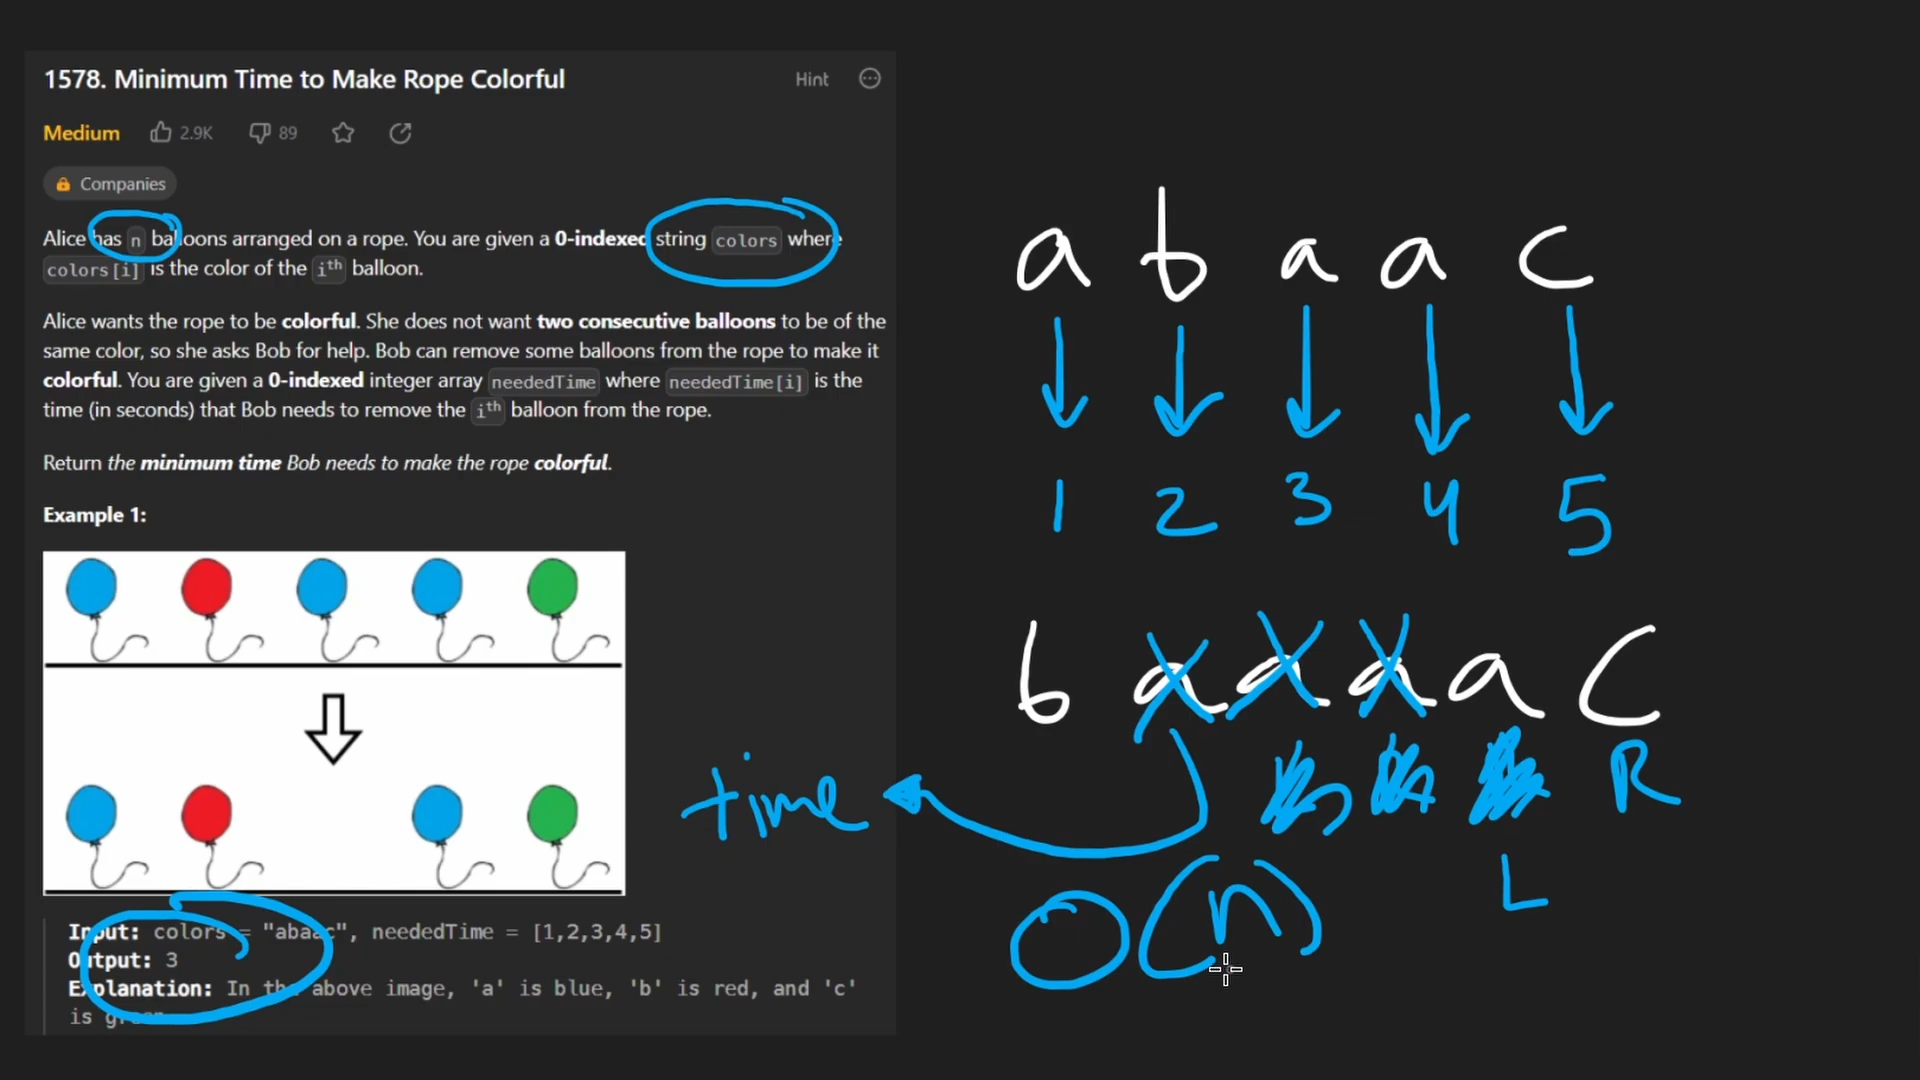 1578. Minimum Time to Make Rope Colorful
Hint
Medium 2.9K 89
Companies
Alice has n balloons arranged on a rope. You are given a 0-indexed string colors where
colors[i] is the color of the ith balloon.
Alice wants the rope to be colorful. She does not want two consecutive balloons to be of the
same color, so she asks Bob for help. Bob can remove some balloons from the rope to make it
colorful. You are given a 0-indexed integer array neededTime where neededTime[i] is the
time (in seconds) that Bob needs to remove the ith balloon from the rope.
Return the minimum time Bob needs to make the rope colorful.
Example 1:
Input: colors = "abaac", neededTime = [1,2,3,4,5]
Output: 3
Explanation: In the above image, 'a' is blue, 'b' is red, and 'c'
is green
a b a a c
1 2 3 4 5
b a a a a c
R
time
L
O(n)